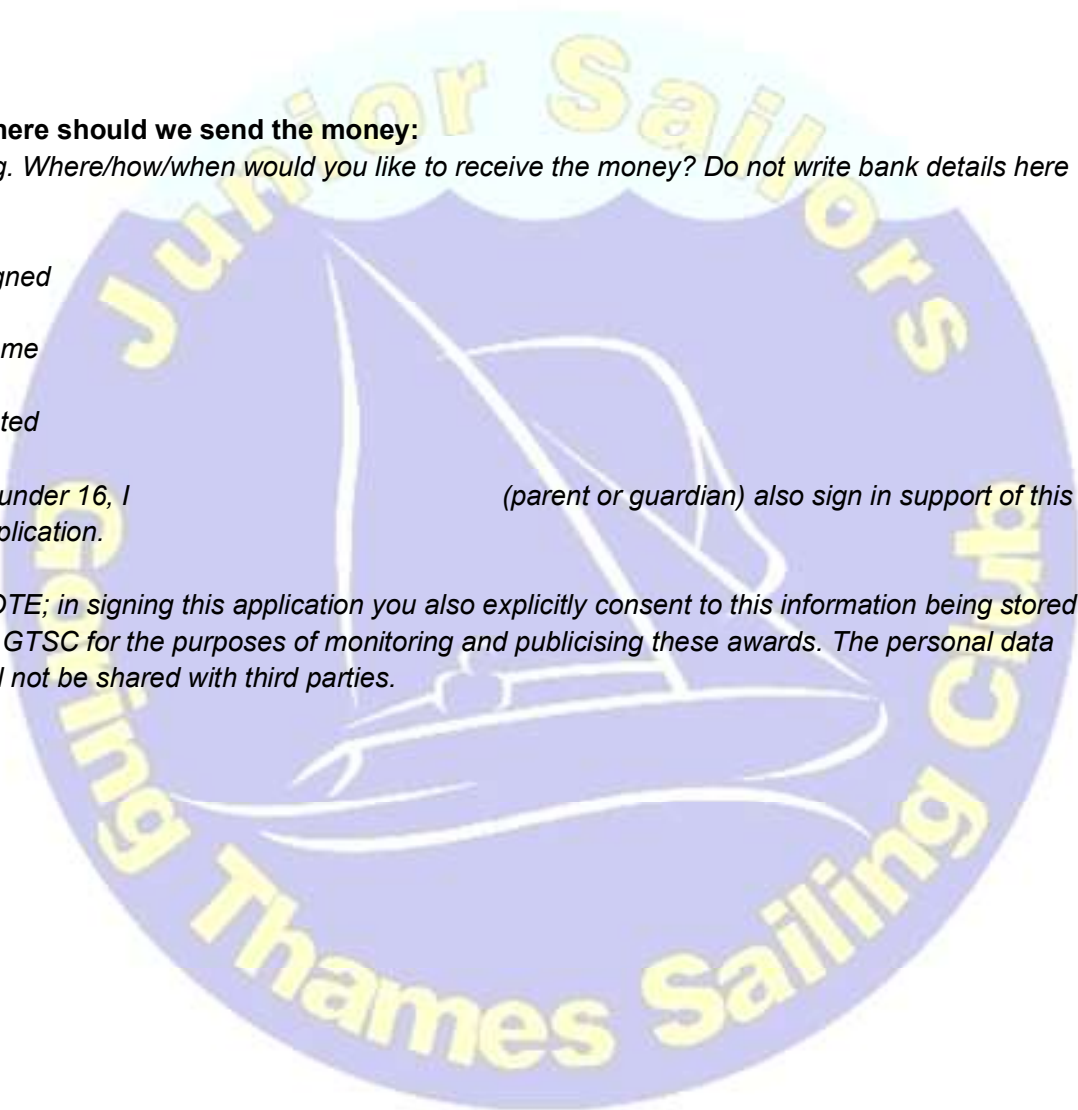 Junior Sailors
here should we send the money:
g. Where/how/when would you like to receive the money? Do not write bank details here
gned
me
ted
under 16, I (parent or guardian) also sign in support of this
plication.
OTE; in signing this application you also explicitly consent to this information being stored
GTSC for the purposes of monitoring and publicising these awards. The personal data
l not be shared with third parties.
Goring Thames Sailing Club